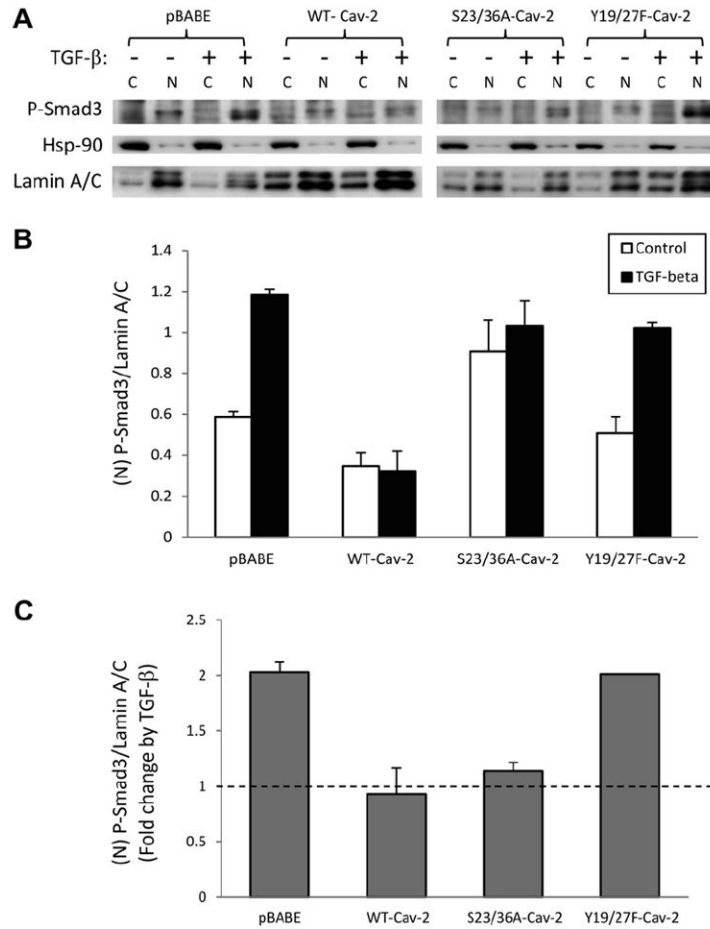 A
pBABE WT- Cav-2 S23/36A-Cav-2 Y19/27F-Cav-2
TGF-β: - - + + - - + + - - + + - - + +
C N C N C N C N C N C N C N C N
P-Smad3
Hsp-90
Lamin A/C
B
Control
TGF-beta
(N) P-Smad3/Lamin A/C
1.4
1.2
1
0.8
0.6
0.4
0.2
0
pBABE WT-Cav-2 S23/36A-Cav-2 Y19/27F-Cav-2
C
(N) P-Smad3/Lamin A/C
(Fold change by TGF-β)
2.5
2
1.5
1
0.5
0
pBABE WT-Cav-2 S23/36A-Cav-2 Y19/27F-Cav-2